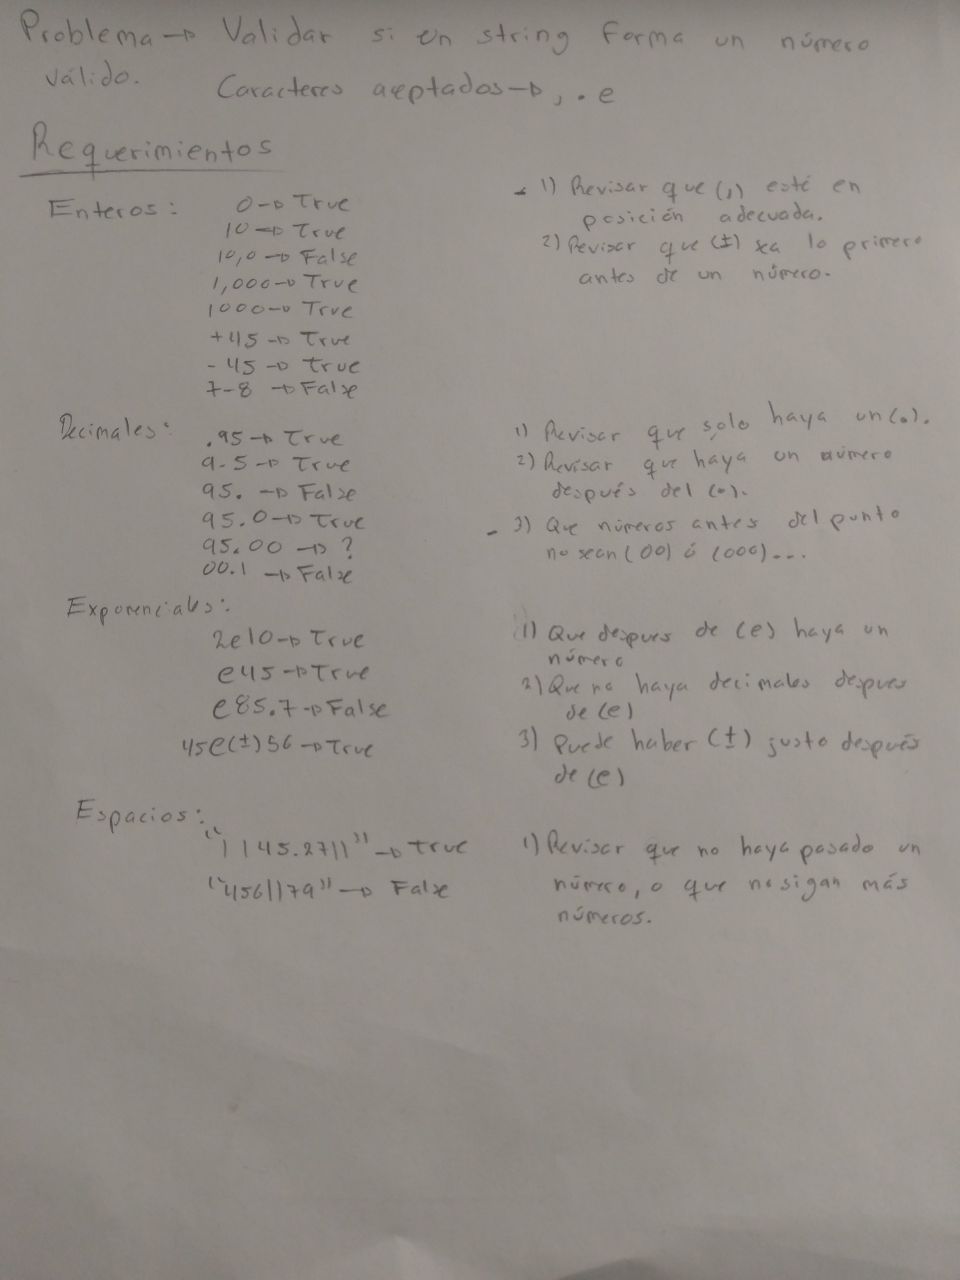 Problema → Validar si un string forma un número
válido. Caracteres aceptados → , . e
Requerimientos
Enteros: 0 → True
10 → True
10,0 → False
1,000 → True
1000 → True
+45 → True
- 45 → True
7-8 → False
- 1) Revisar que (,) esté en
posición adecuada.
2) Revisar que (±) sea lo primero
antes de un número.
Decimales: .95 → True
9.5 → True
95. → False
95.0 → True
95.00 → ?
00.1 → False
1) Revisar que solo haya un (.).
2) Revisar que haya un número
después del (.).
- 3) Que números antes del punto
no sean (00) ó (000)...
Exponenciales:
2e10 → True
e45 → True
e85.7 → False
45e(±)56 → True
1) Que despues de (e) haya un
número
2) Que no haya decimales despues
de (e)
3) Puede haber (±) justo después
de (e)
Espacios:
"| | 45.27||" → true
"456||79" → False
1) Revisar que no haya pasado un
número, o que no sigan más
números.